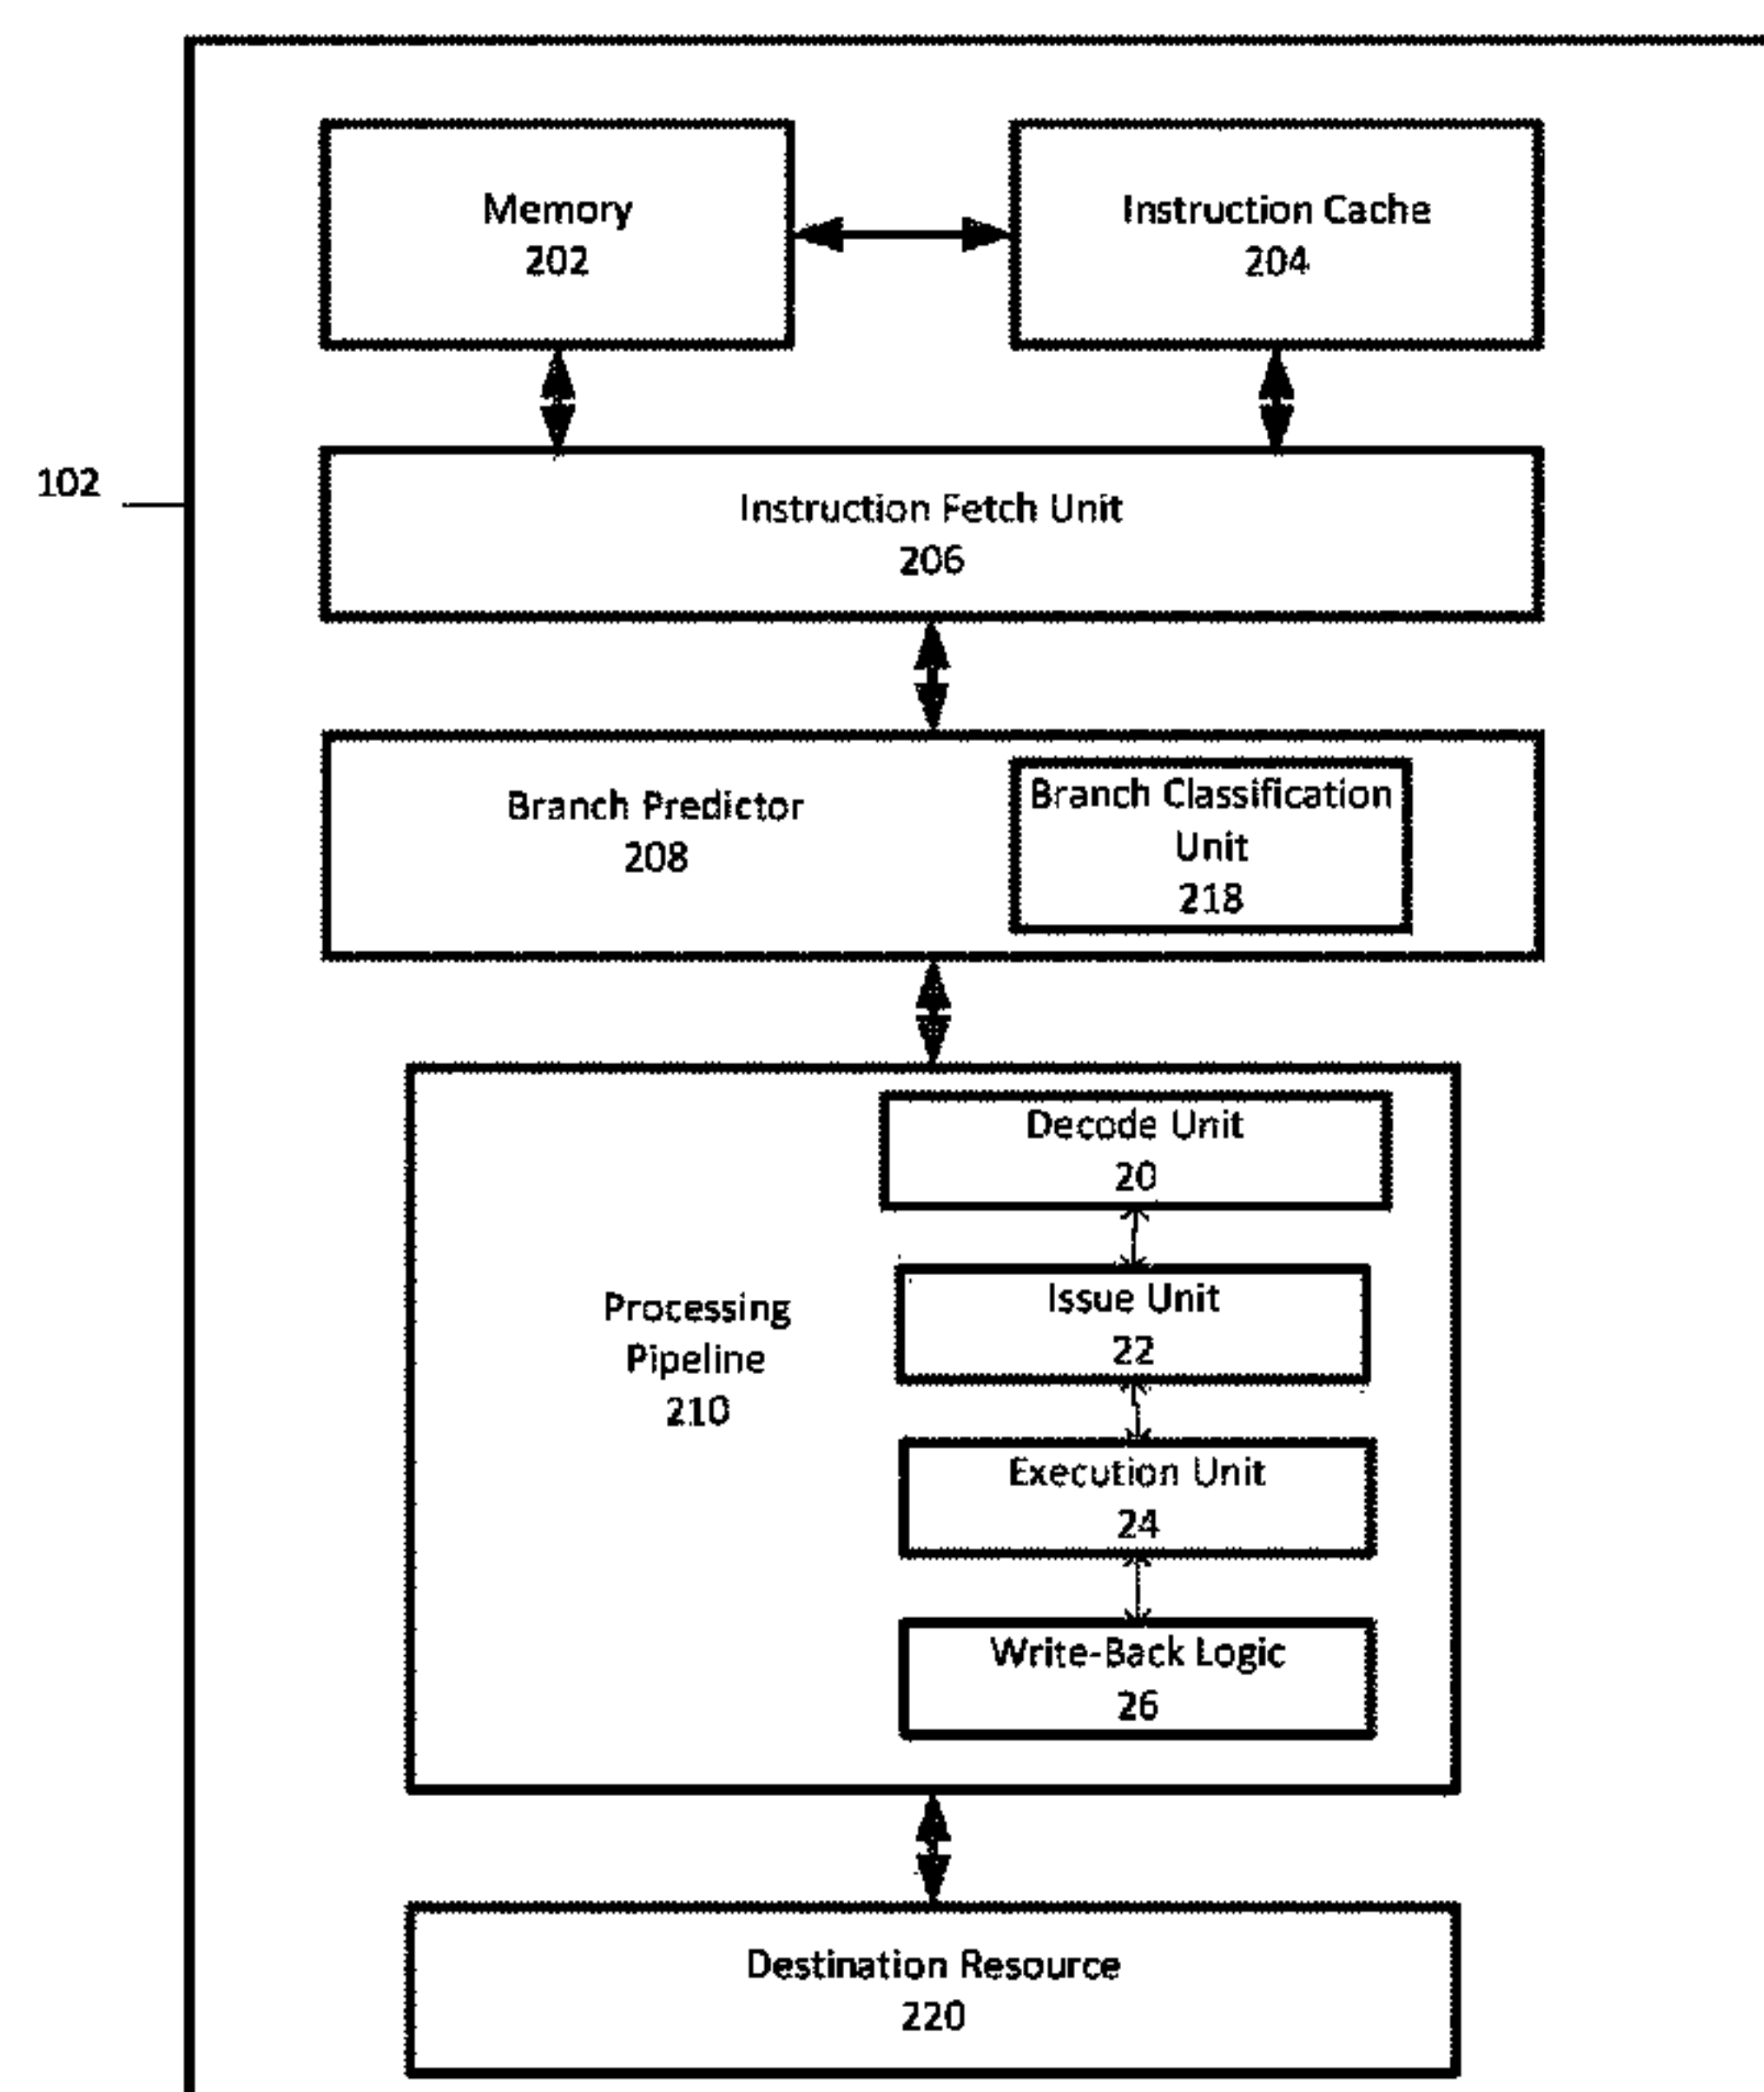 Memory
202
Instruction Cache
204
102
Instruction Fetch Unit
206
Branch Predictor
208
Branch Classification
Unit
218
Decode Unit
20
Issue Unit
22
Processing
Pipeline
210
Execution Unit
24
Write-Back Logic
26
Destination Resource
220